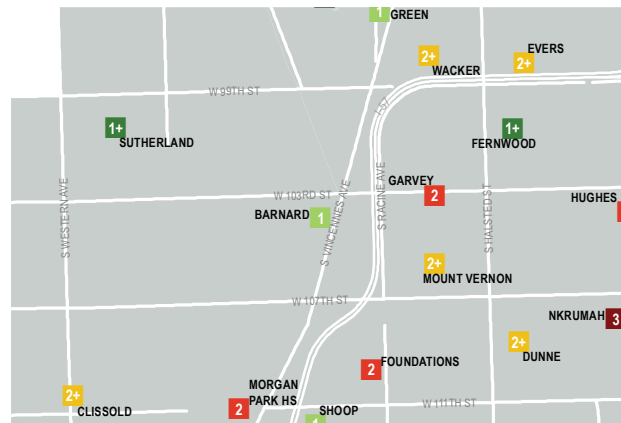 1
GREEN
2+
WACKER
EVERS
2+
W 99TH ST
I-57
1+
SUTHERLAND
1+
FERNWOOD
S WESTERN AVE
W 103RD ST
S VINCENNES AVE
S RACINE AVE
S HALSTED ST
GARVEY
2
HUGHES
BARNARD
1
2+
MOUNT VERNON
W 107TH ST
NKRUMAH
3
2+
DUNNE
2
FOUNDATIONS
2+
CLISSOLD
MORGAN
PARK HS
2
1
SHOOP
W 111TH ST